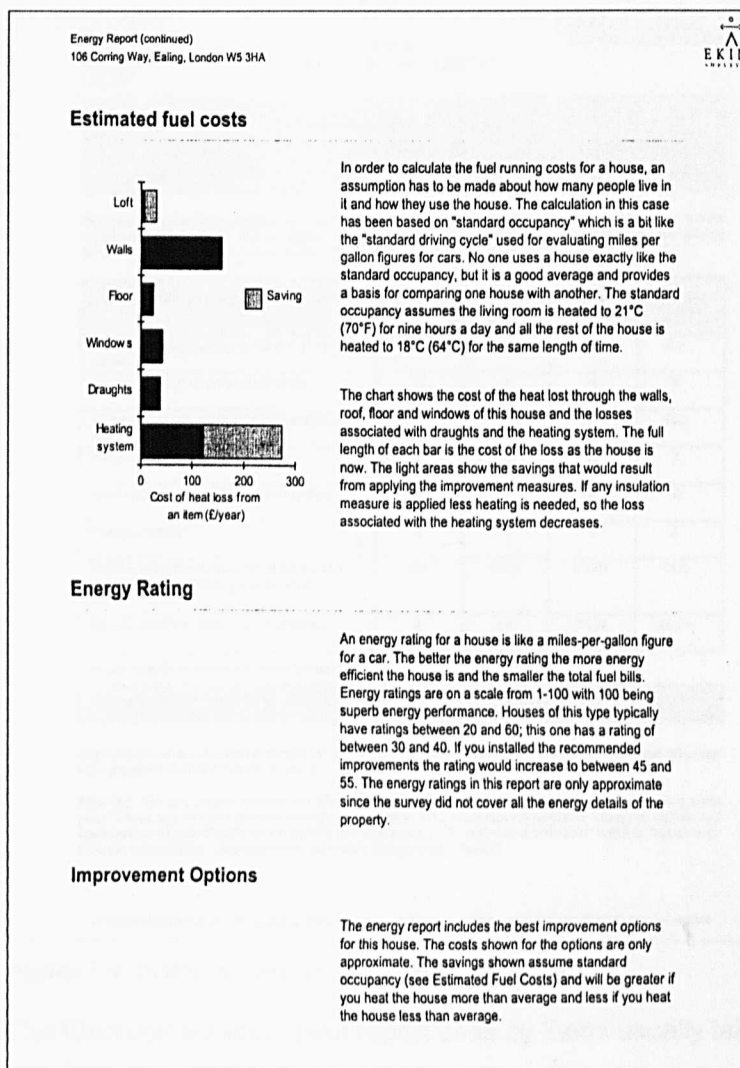 Energy Report (continued)
106 Corring Way, Ealing, London W5 3HA
Estimated fuel costs
Loft
Walls
Floor
Windows
Draughts
Heating
system
Saving
0
100
200
300
Cost of heat loss from
an item (£/year)
In order to calculate the fuel running costs for a house, an
assumption has to be made about how many people live in
it and how they use the house. The calculation in this case
has been based on "standard occupancy" which is a bit like
the "standard driving cycle" used for evaluating miles per
gallon figures for cars. No one uses a house exactly like the
standard occupancy, but it is a good average and provides
a basis for comparing one house with another. The standard
occupancy assumes the living room is heated to 21°C
(70°F) for nine hours a day and all the rest of the house is
heated to 18°C (64°C) for the same length of time.
The chart shows the cost of the heat lost through the walls,
roof, floor and windows of this house and the losses
associated with draughts and the heating system. The full
length of each bar is the cost of the loss as the house is
now. The light areas show the savings that would result
from applying the improvement measures. If any insulation
measure is applied less heating is needed, so the loss
associated with the heating system decreases.
Energy Rating
An energy rating for a house is like a miles-per-gallon figure
for a car. The better the energy rating the more energy
efficient the house is and the smaller the total fuel bills.
Energy ratings are on a scale from 1-100 with 100 being
superb energy performance. Houses of this type typically
have ratings between 20 and 60; this one has a rating of
between 30 and 40. If you installed the recommended
improvements the rating would increase to between 45 and
55. The energy ratings in this report are only approximate
since the survey did not cover all the energy details of the
property.
Improvement Options
The energy report includes the best improvement options
for this house. The costs shown for the options are only
approximate. The savings shown assume standard
occupancy (see Estimated Fuel Costs) and will be greater if
you heat the house more than average and less if you heat
the house less than average.